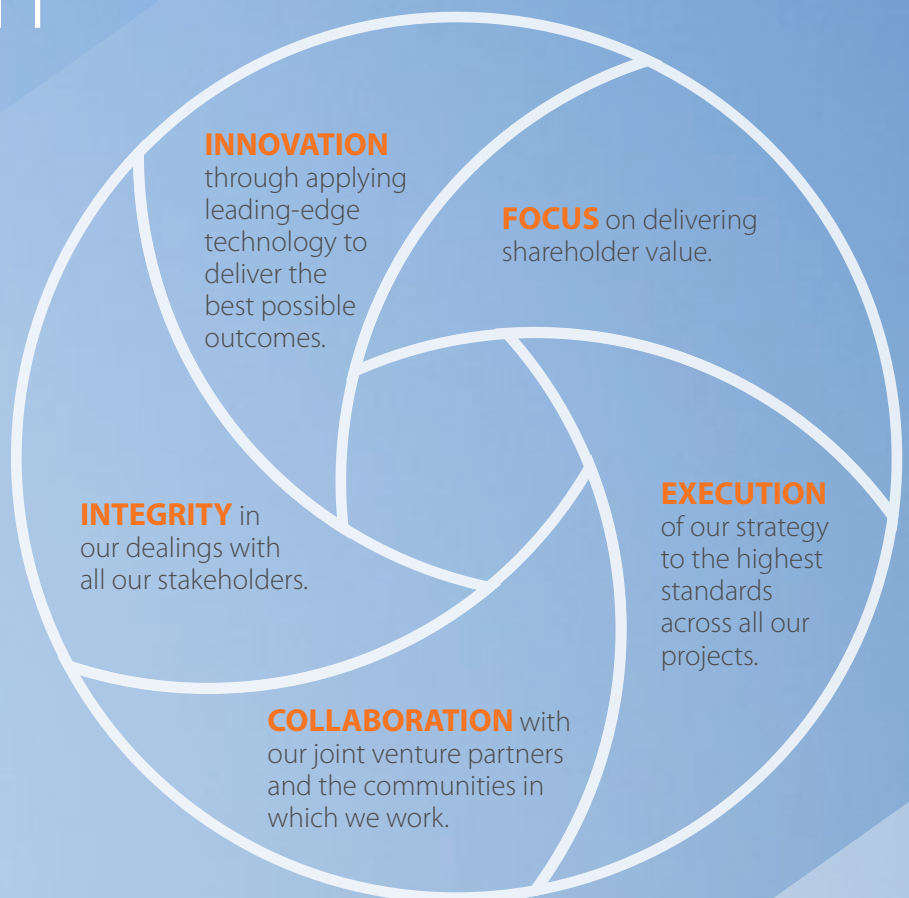 INNOVATION
through applying
leading-edge
technology to
deliver the
best possible
outcomes.
FOCUS on delivering
shareholder value.
EXECUTION
of our strategy
to the highest
standards
across all our
projects.
COLLABORATION with
our joint venture partners
and the communities in
which we work.
INTEGRITY in
our dealings with
all our stakeholders.